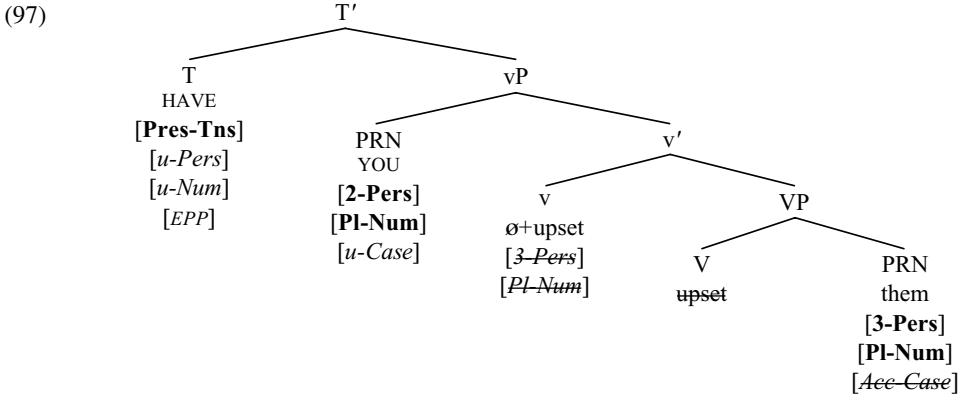 (97) T′
T vP
HAVE
[Pres-Tns] PRN v′
[u-Pers] YOU
[u-Num] [2-Pers] v VP
[EPP] [Pl-Num] ø+upset
[u-Case] [3-Pers] V PRN
[Pl-Num] upset them
[3-Pers]
[Pl-Num]
[Acc-Case]